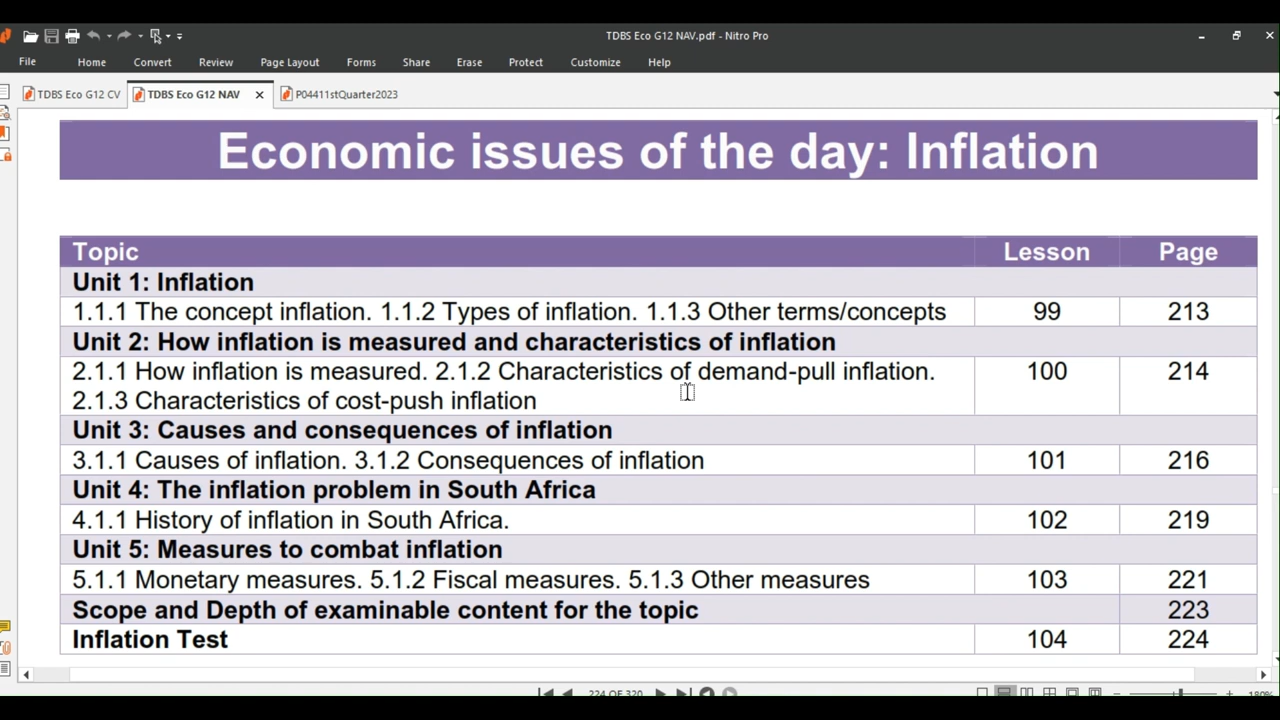 TDBS Eco G12 NAV.pdf - Nitro Pro
File Home Convert Review Page Layout Forms Share Erase Protect Customize Help
TDBS Eco G12 CV TDBS Eco G12 NAV P04411stQuarter2023
Economic issues of the day: Inflation
Topic Lesson Page
Unit 1: Inflation
1.1.1 The concept inflation. 1.1.2 Types of inflation. 1.1.3 Other terms/concepts 99 213
Unit 2: How inflation is measured and characteristics of inflation
2.1.1 How inflation is measured. 2.1.2 Characteristics of demand-pull inflation. 100 214
2.1.3 Characteristics of cost-push inflation
Unit 3: Causes and consequences of inflation
3.1.1 Causes of inflation. 3.1.2 Consequences of inflation 101 216
Unit 4: The inflation problem in South Africa
4.1.1 History of inflation in South Africa. 102 219
Unit 5: Measures to combat inflation
5.1.1 Monetary measures. 5.1.2 Fiscal measures. 5.1.3 Other measures 103 221
Scope and Depth of examinable content for the topic 223
Inflation Test 104 224
224 OF 320 180%